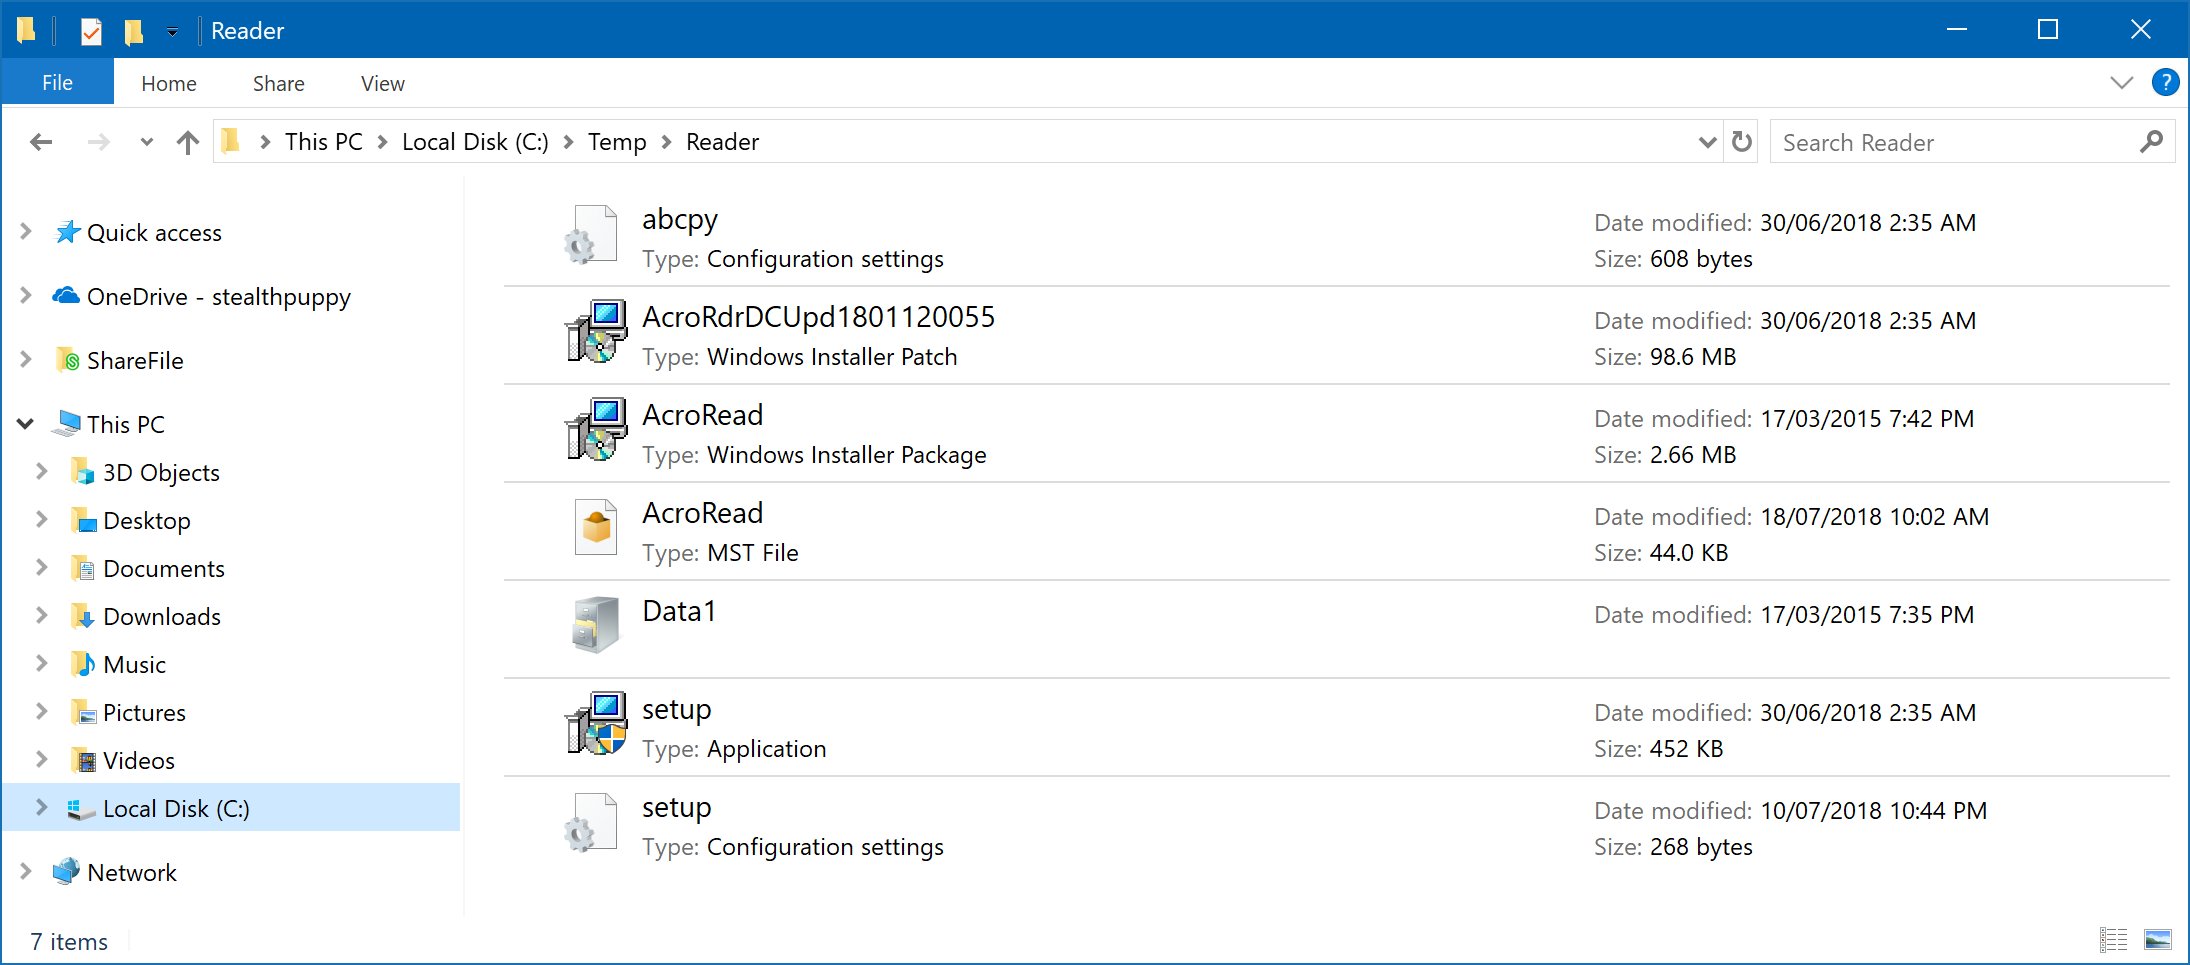 Reader
File Home Share View
This PC Local Disk (C:) Temp Reader
Search Reader
Quick access
OneDrive - stealthpuppy
ShareFile
This PC
3D Objects
Desktop
Documents
Downloads
Music
Pictures
Videos
Local Disk (C:)
Network
abcpy Date modified: 30/06/2018 2:35 AM
Type: Configuration settings Size: 608 bytes
AcroRdrDCUpd1801120055 Date modified: 30/06/2018 2:35 AM
Type: Windows Installer Patch Size: 98.6 MB
AcroRead Date modified: 17/03/2015 7:42 PM
Type: Windows Installer Package Size: 2.66 MB
AcroRead Date modified: 18/07/2018 10:02 AM
Type: MST File Size: 44.0 KB
Data1 Date modified: 17/03/2015 7:35 PM
setup Date modified: 30/06/2018 2:35 AM
Type: Application Size: 452 KB
setup Date modified: 10/07/2018 10:44 PM
Type: Configuration settings Size: 268 bytes
7 items